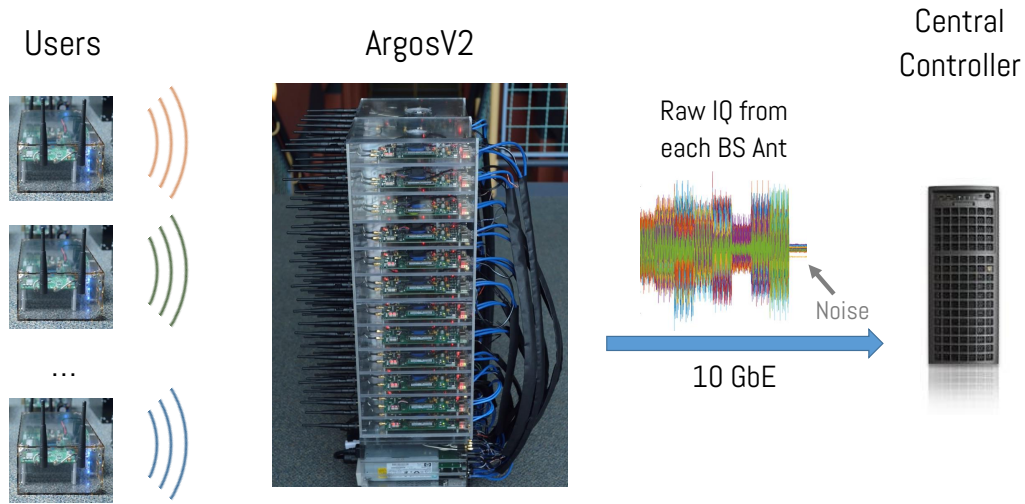 Users
ArgosV2
Central
Controller
Raw IQ from
each BS Ant
Noise
...
10 GbE